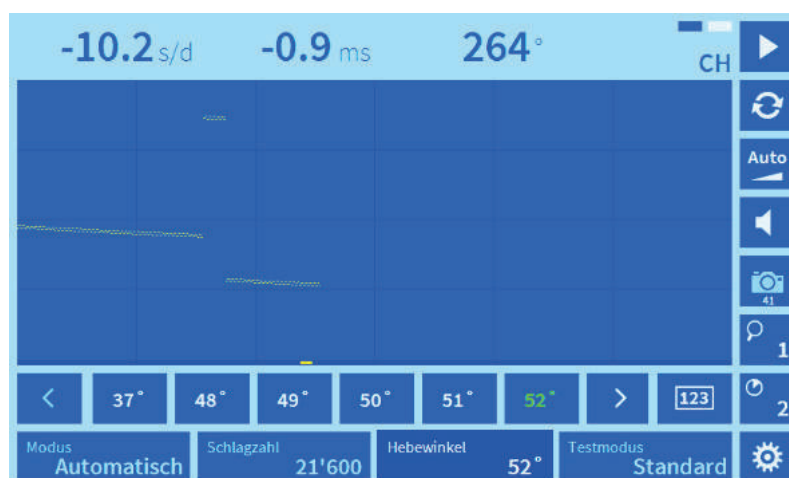 -10.2 s/d -0.9 ms 264°
CH
Auto
41
1
37° 48° 49° 50° 51° 52° 123
2
Modus Schlagzahl Hebewinkel Testmodus
Automatisch 21'600 52° Standard